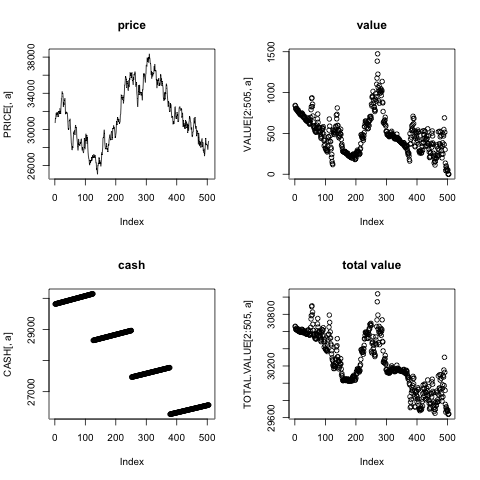 price
PRICE[, a]
26000 30000 34000 38000
0 100 200 300 400 500
Index
value
VALUE[2:505, a]
0 500 1000 1500
0 100 200 300 400 500
Index
cash
CASH[, a]
27000 29000
0 100 200 300 400 500
Index
total value
TOTAL.VALUE[2:505, a]
29600 30200 30800
0 100 200 300 400 500
Index